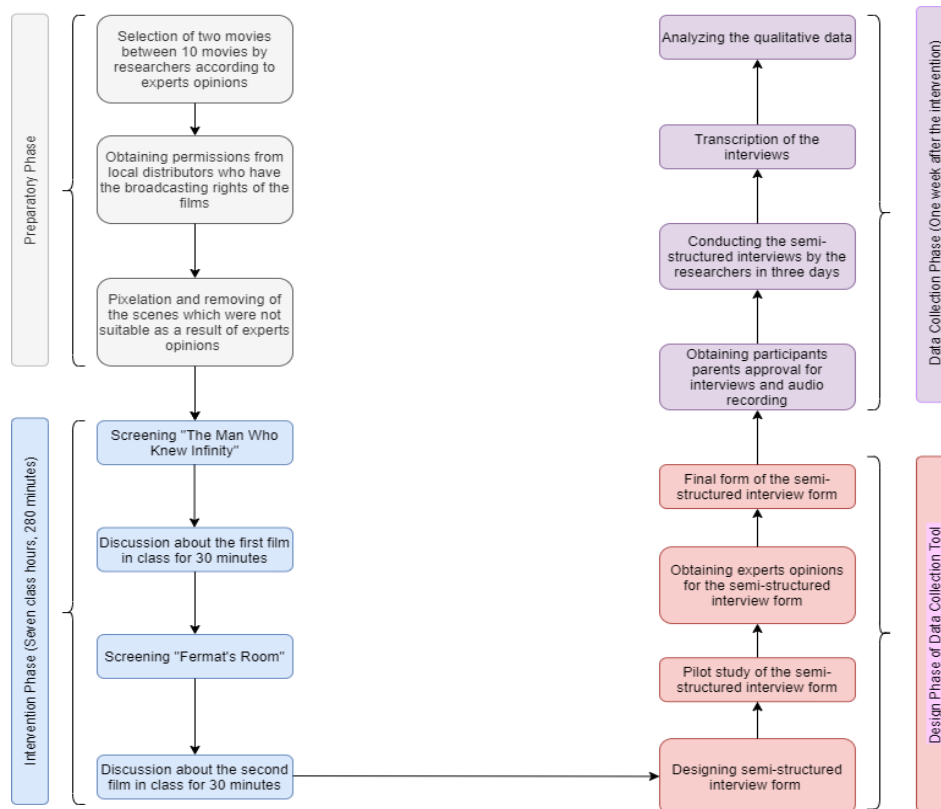 Preparatory Phase
Selection of two movies
between 10 movies by
researchers according to
experts opinions
Obtaining permissions from
local distributors who have
the broadcasting rights of the
films
Pixelation and removing of
the scenes which were not
suitable as a result of experts
opinions
Intervention Phase (Seven class hours, 280 minutes)
Screening "The Man Who
Knew Infinity"
Discussion about the first film
in class for 30 minutes
Screening "Fermat's Room"
Discussion about the second
film in class for 30 minutes
Designing semi-structured
interview form
Pilot study of the semi-
structured interview form
Obtaining experts opinions
for the semi-structured
interview form
Final form of the semi-
structured interview form
Design Phase of Data Collection Tool
Obtaining participants
parents approval for
interviews and audio
recording
Conducting the semi-
structured interviews by the
researchers in three days
Transcription of the
interviews
Analyzing the qualitative data
Data Collection Phase (One week after the intervention)